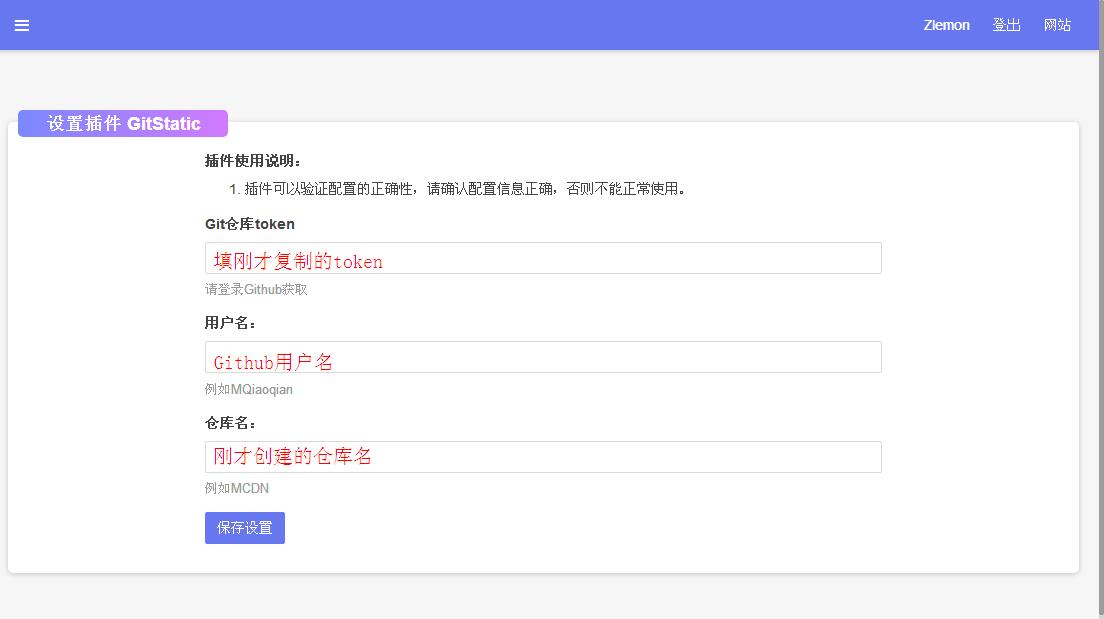 Zlemon 登出 网站
设置插件 GitStatic
插件使用说明：
1. 插件可以验证配置的正确性，请确认配置信息正确，否则不能正常使用。
Git仓库token
填刚才复制的token
请登录Github获取
用户名：
Github用户名
例如MQiaoqian
仓库名：
刚才创建的仓库名
例如MCDN
保存设置